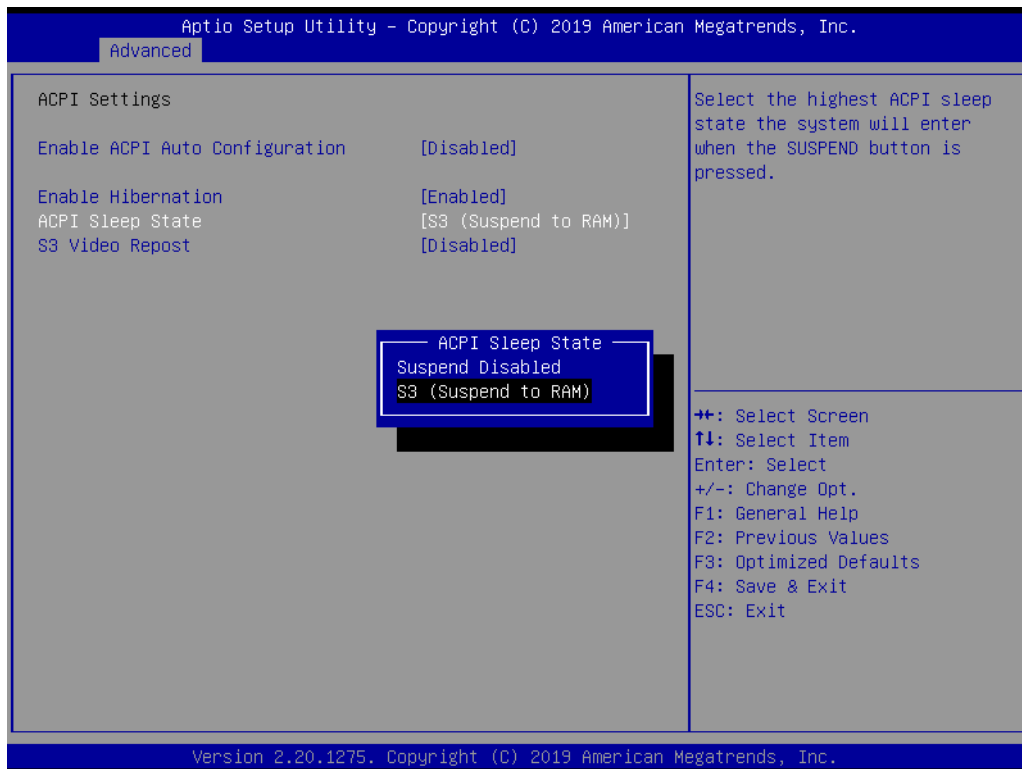 Aptio Setup Utility – Copyright (C) 2019 American Megatrends, Inc.
Advanced
ACPI Settings
Enable ACPI Auto Configuration [Disabled]
Enable Hibernation [Enabled]
ACPI Sleep State [S3 (Suspend to RAM)]
S3 Video Repost [Disabled]
ACPI Sleep State
Suspend Disabled
S3 (Suspend to RAM)
Select the highest ACPI sleep
state the system will enter
when the SUSPEND button is
pressed.
→←: Select Screen
↑↓: Select Item
Enter: Select
+/-: Change Opt.
F1: General Help
F2: Previous Values
F3: Optimized Defaults
F4: Save & Exit
ESC: Exit
Version 2.20.1275. Copyright (C) 2019 American Megatrends, Inc.